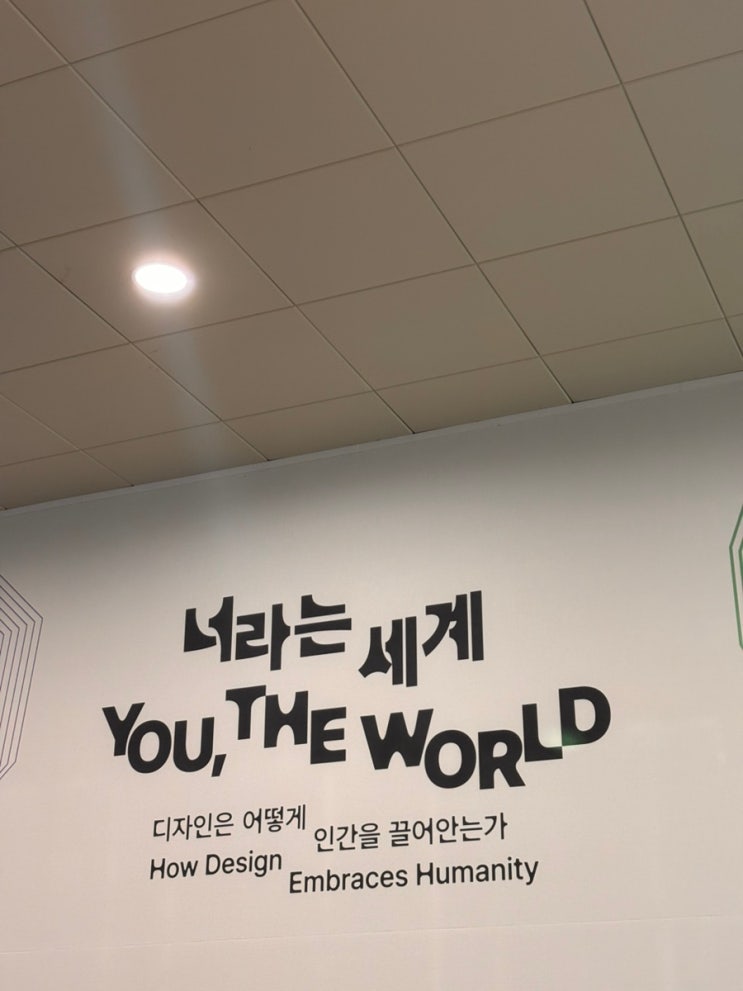 너라는 세계
YOU, THE WORLD
디자인은 어떻게 인간을 끌어안는가
How Design Embraces Humanity